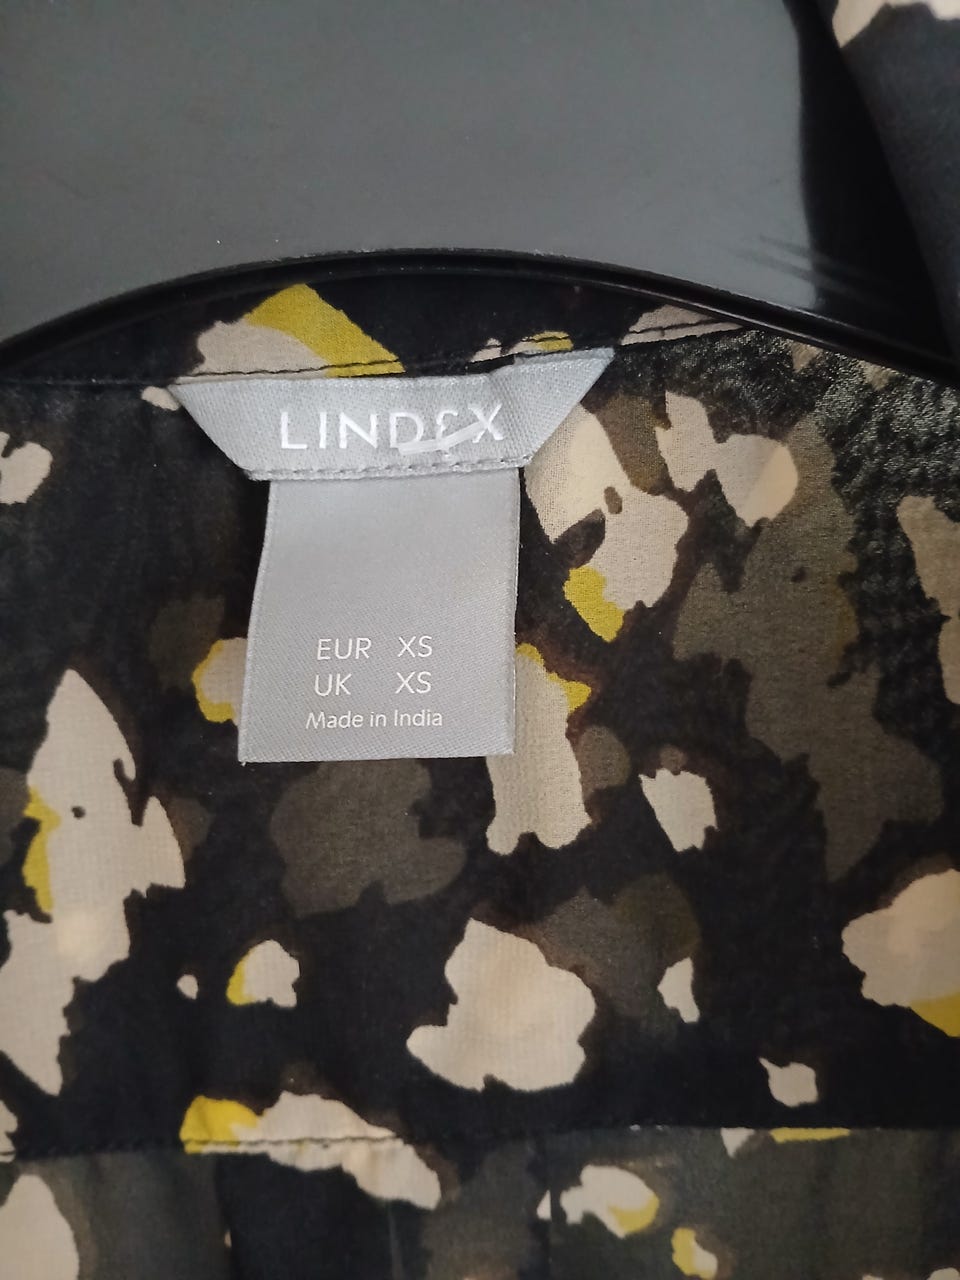 LINDEX
EUR XS
UK XS
Made in India